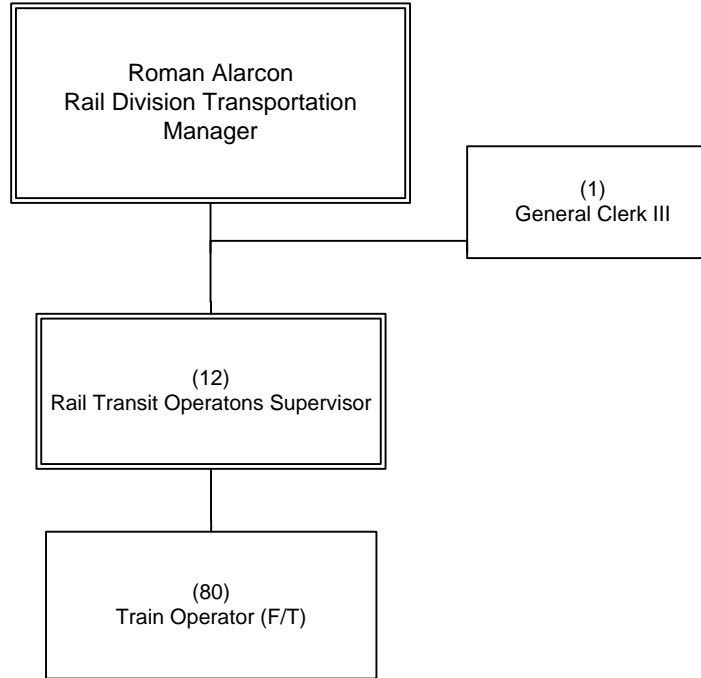 Roman Alarcon
Rail Division Transportation
Manager
(1)
General Clerk III
(12)
Rail Transit Operatons Supervisor
(80)
Train Operator (F/T)